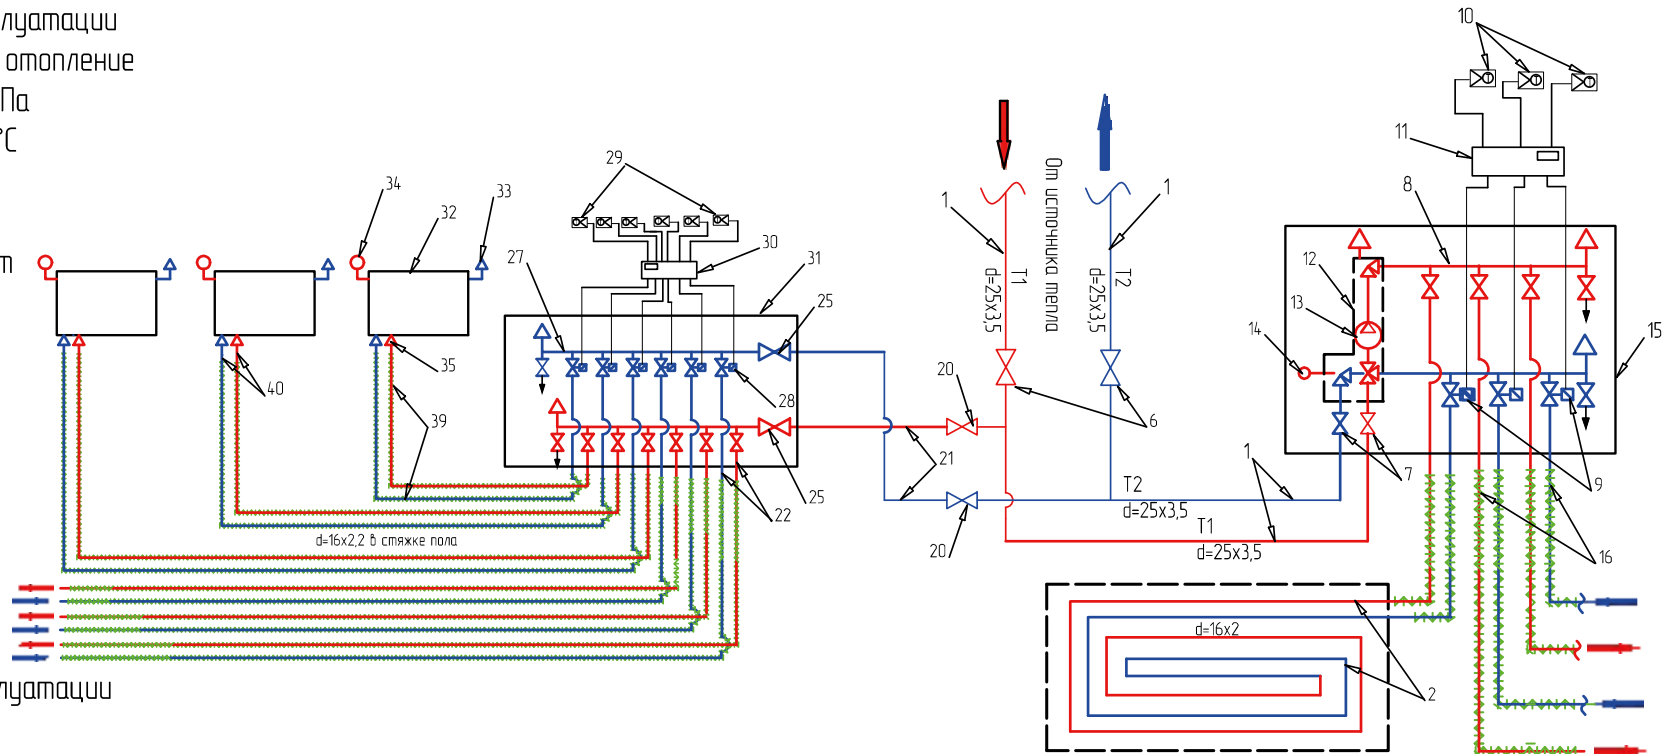 луатации
отопление
Па
°С
т
луатации
34
32
33
35
40
39
29
30
31
27
25
28
25
22
d=16x2,2 в стяжке пола
20
21
20
1
1
Т1
d=25x3,5
От источника тепла
Т2
d=25x3,5
6
1
Т2
d=25x3,5
Т1
d=25x3,5
10
11
8
12
13
14
15
7
9
16
d=16x2
2